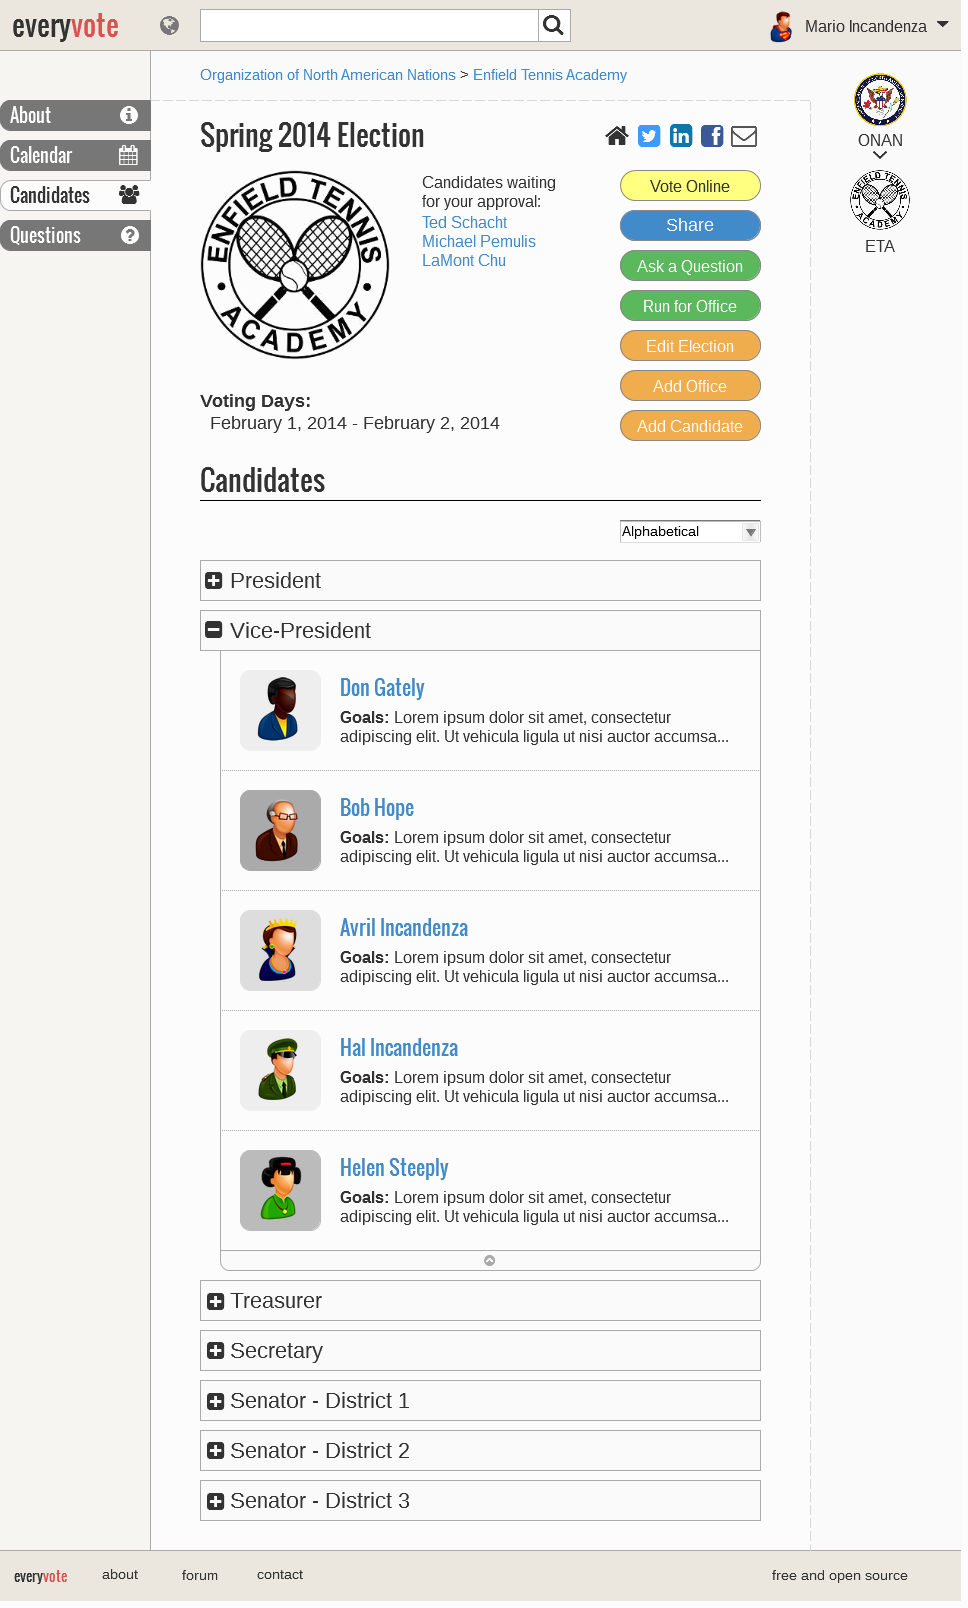 everyvote
Mario Incandenza
Organization of North American Nations > Enfield Tennis Academy
About
Calendar
Candidates
Questions
Spring 2014 Election
ENFIELD TENNIS
ACADEMY
Candidates waiting
for your approval:
Ted Schacht
Michael Pemulis
LaMont Chu
Vote Online
Share
Ask a Question
Run for Office
Edit Election
Add Office
Add Candidate
ONAN
ENFIELD TENNIS
ACADEMY
ETA
Voting Days:
February 1, 2014 - February 2, 2014
Candidates
Alphabetical
President
Vice-President
Don Gately
Goals: Lorem ipsum dolor sit amet, consectetur
adipiscing elit. Ut vehicula ligula ut nisi auctor accumsa...
Bob Hope
Goals: Lorem ipsum dolor sit amet, consectetur
adipiscing elit. Ut vehicula ligula ut nisi auctor accumsa...
Avril Incandenza
Goals: Lorem ipsum dolor sit amet, consectetur
adipiscing elit. Ut vehicula ligula ut nisi auctor accumsa...
Hal Incandenza
Goals: Lorem ipsum dolor sit amet, consectetur
adipiscing elit. Ut vehicula ligula ut nisi auctor accumsa...
Helen Steeply
Goals: Lorem ipsum dolor sit amet, consectetur
adipiscing elit. Ut vehicula ligula ut nisi auctor accumsa...
Treasurer
Secretary
Senator - District 1
Senator - District 2
Senator - District 3
everyvote
about
forum
contact
free and open source